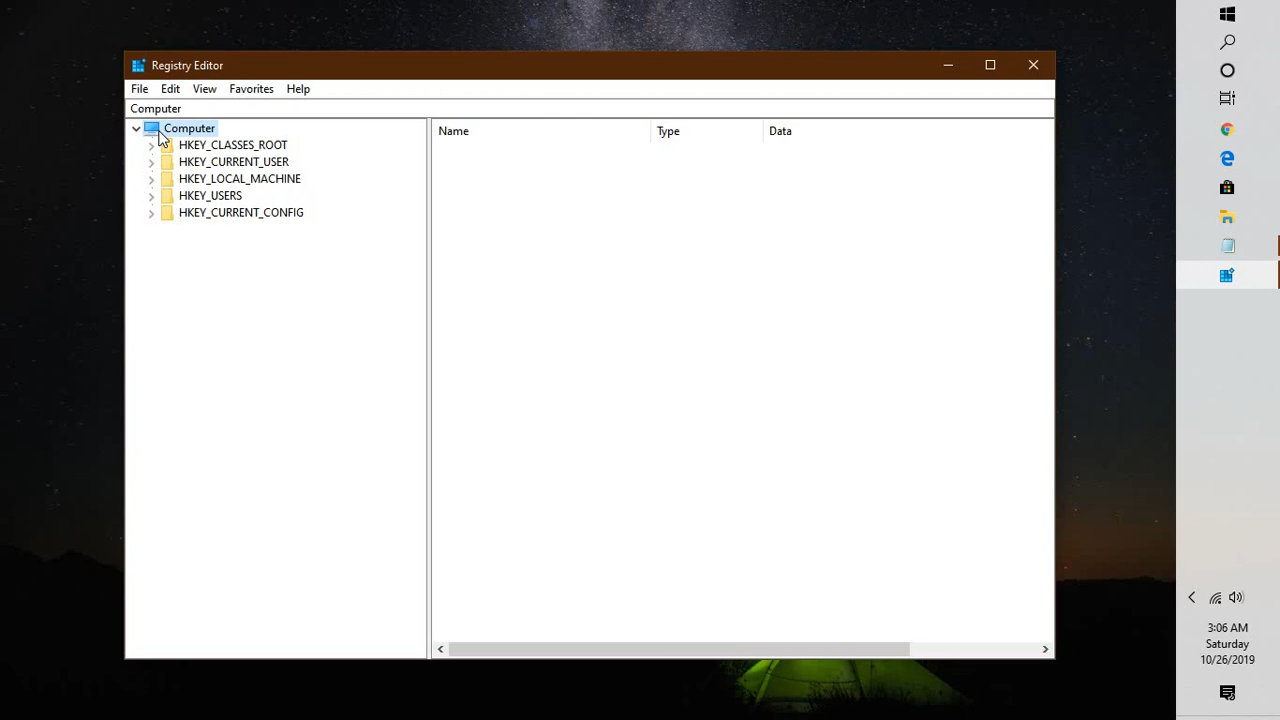 Registry Editor
File Edit View Favorites Help
Computer
Computer
HKEY_CLASSES_ROOT
HKEY_CURRENT_USER
HKEY_LOCAL_MACHINE
HKEY_USERS
HKEY_CURRENT_CONFIG
Name Type Data
3:06 AM
Saturday
10/26/2019